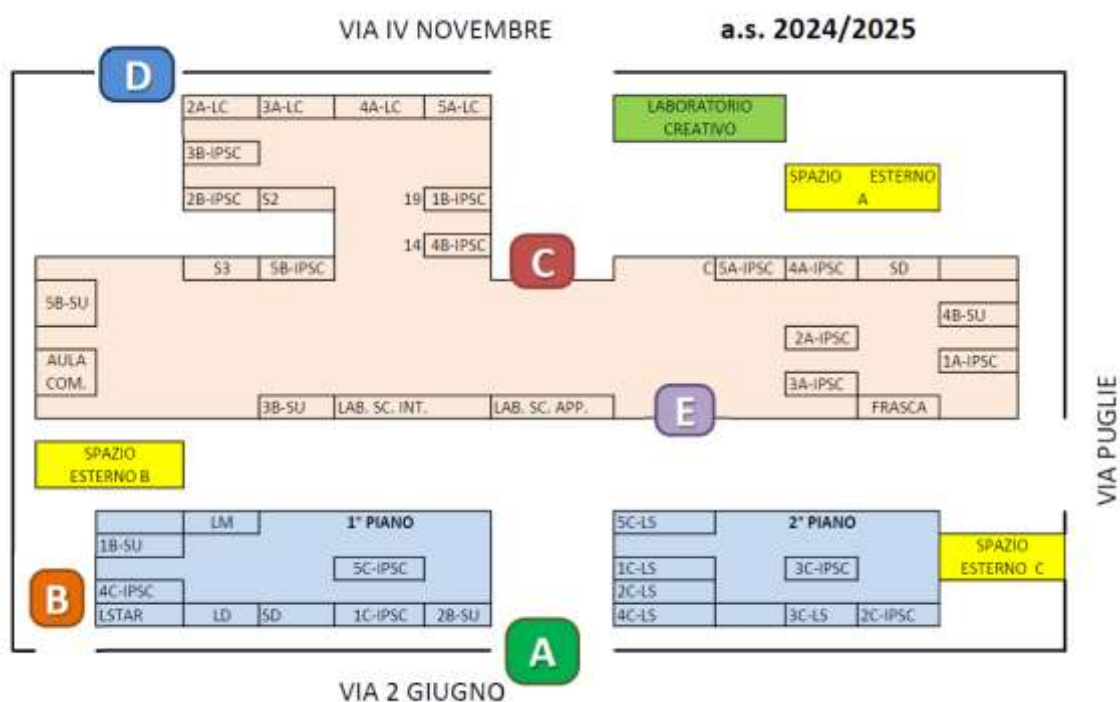 VIA IV NOVEMBRE a.s. 2024/2025
D
2A-LC 3A-LC 4A-LC 5A-LC
LABORATORIO
CREATIVO
3B-IPSC
SPAZIO ESTERNO
A
2B-IPSC S2 19 1B-IPSC
14 4B-IPSC
C
S3 5B-IPSC C 5A-IPSC 4A-IPSC SD
5B-SU
4B-SU
2A-IPSC
AULA
COM.
1A-IPSC
3A-IPSC
3B-SU LAB. SC. INT. LAB. SC. APP. E FRASCA
VIA PUGLIE
SPAZIO
ESTERNO B
LM 1° PIANO 5C-LS 2° PIANO
1B-SU
SPAZIO
ESTERNO C
5C-IPSC 1C-LS 3C-IPSC
B
4C-IPSC 2C-LS
LSTAR LD SD 1C-IPSC 2B-SU 4C-LS 3C-LS 2C-IPSC
A
VIA 2 GIUGNO